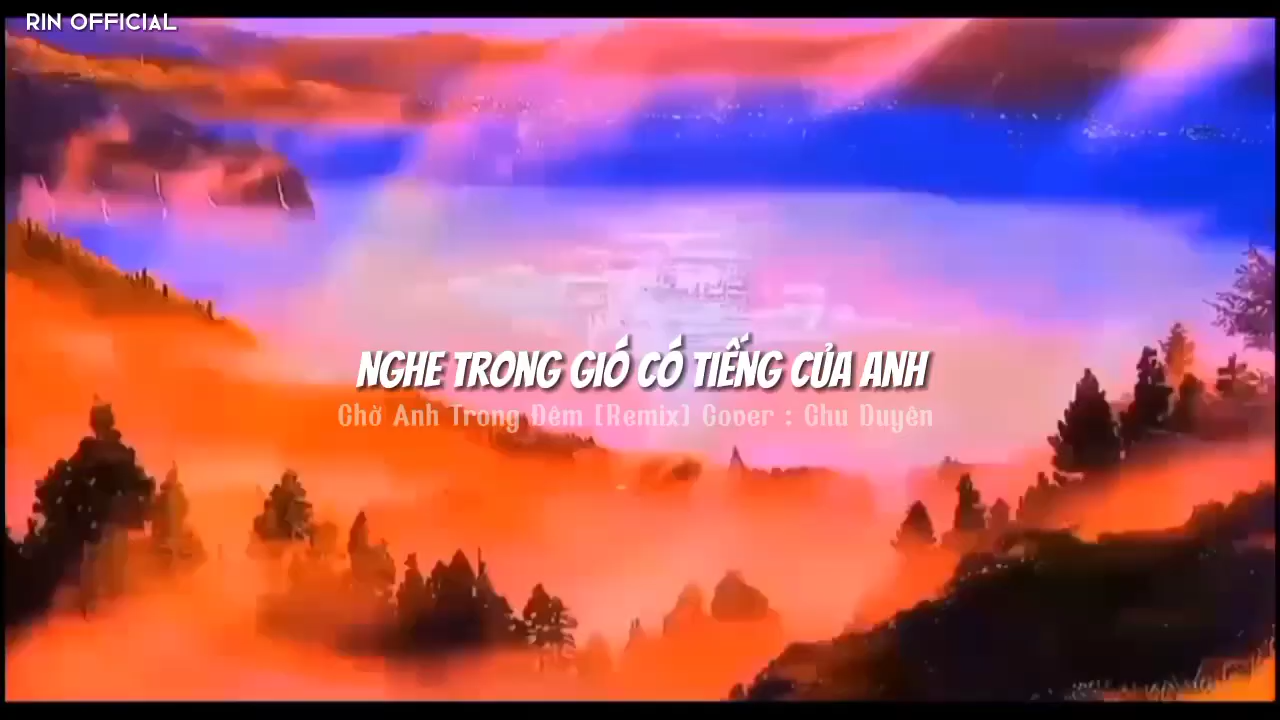 RIN OFFICIAL
NGHE TRONG GIÓ CÓ TIẾNG CỦA ANH
Chờ Anh Trong Đêm [Remix] Cover : Chu Duyên